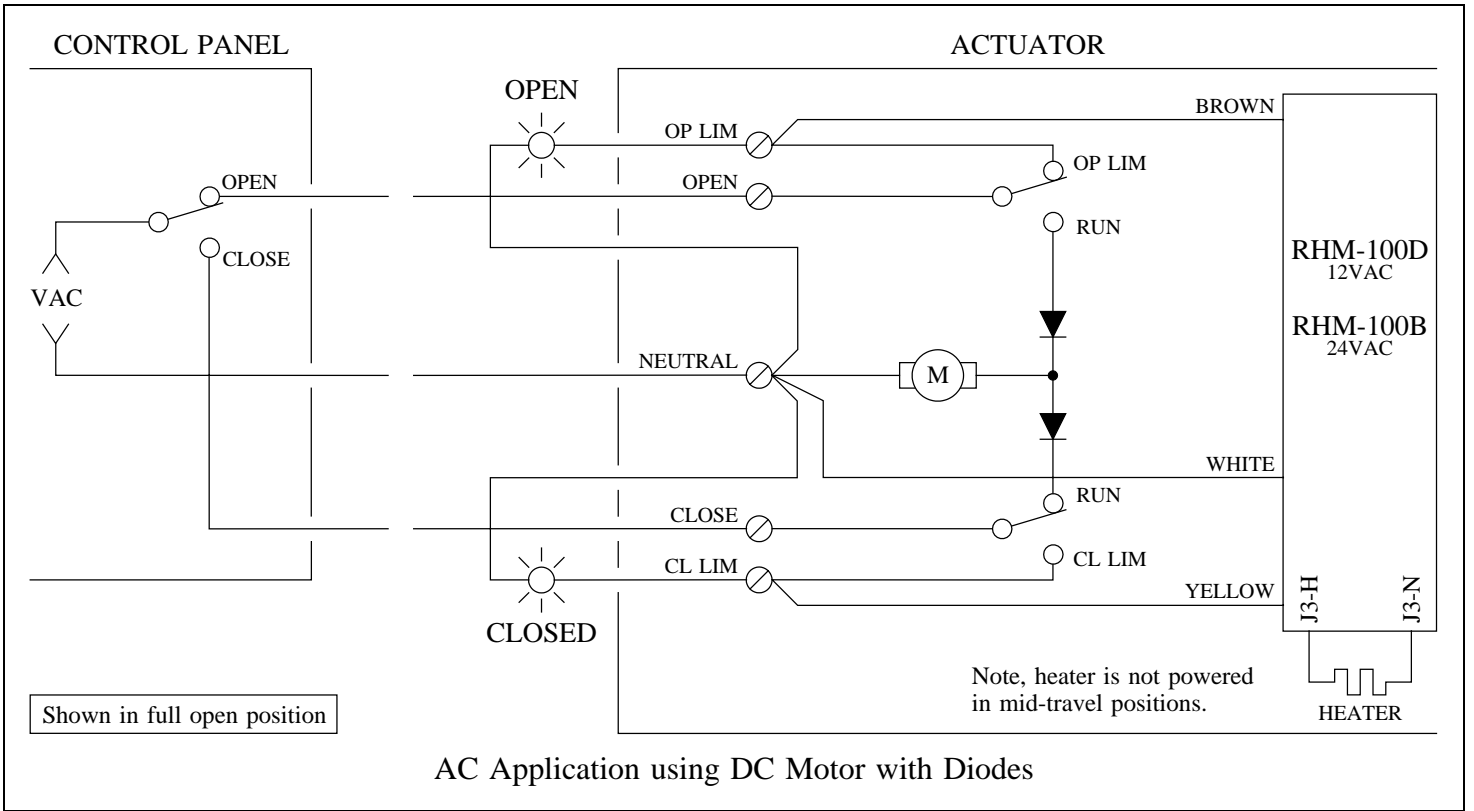 CONTROL PANEL
ACTUATOR
OPEN
BROWN
OP LIM
OP LIM
OPEN
OPEN
RUN
CLOSE
RHM-100D
12VAC
VAC
RHM-100B
24VAC
NEUTRAL
M
WHITE
RUN
CLOSE
CL LIM
CL LIM
YELLOW
J3-H
J3-N
CLOSED
Note, heater is not powered
in mid-travel positions.
HEATER
Shown in full open position
AC Application using DC Motor with Diodes